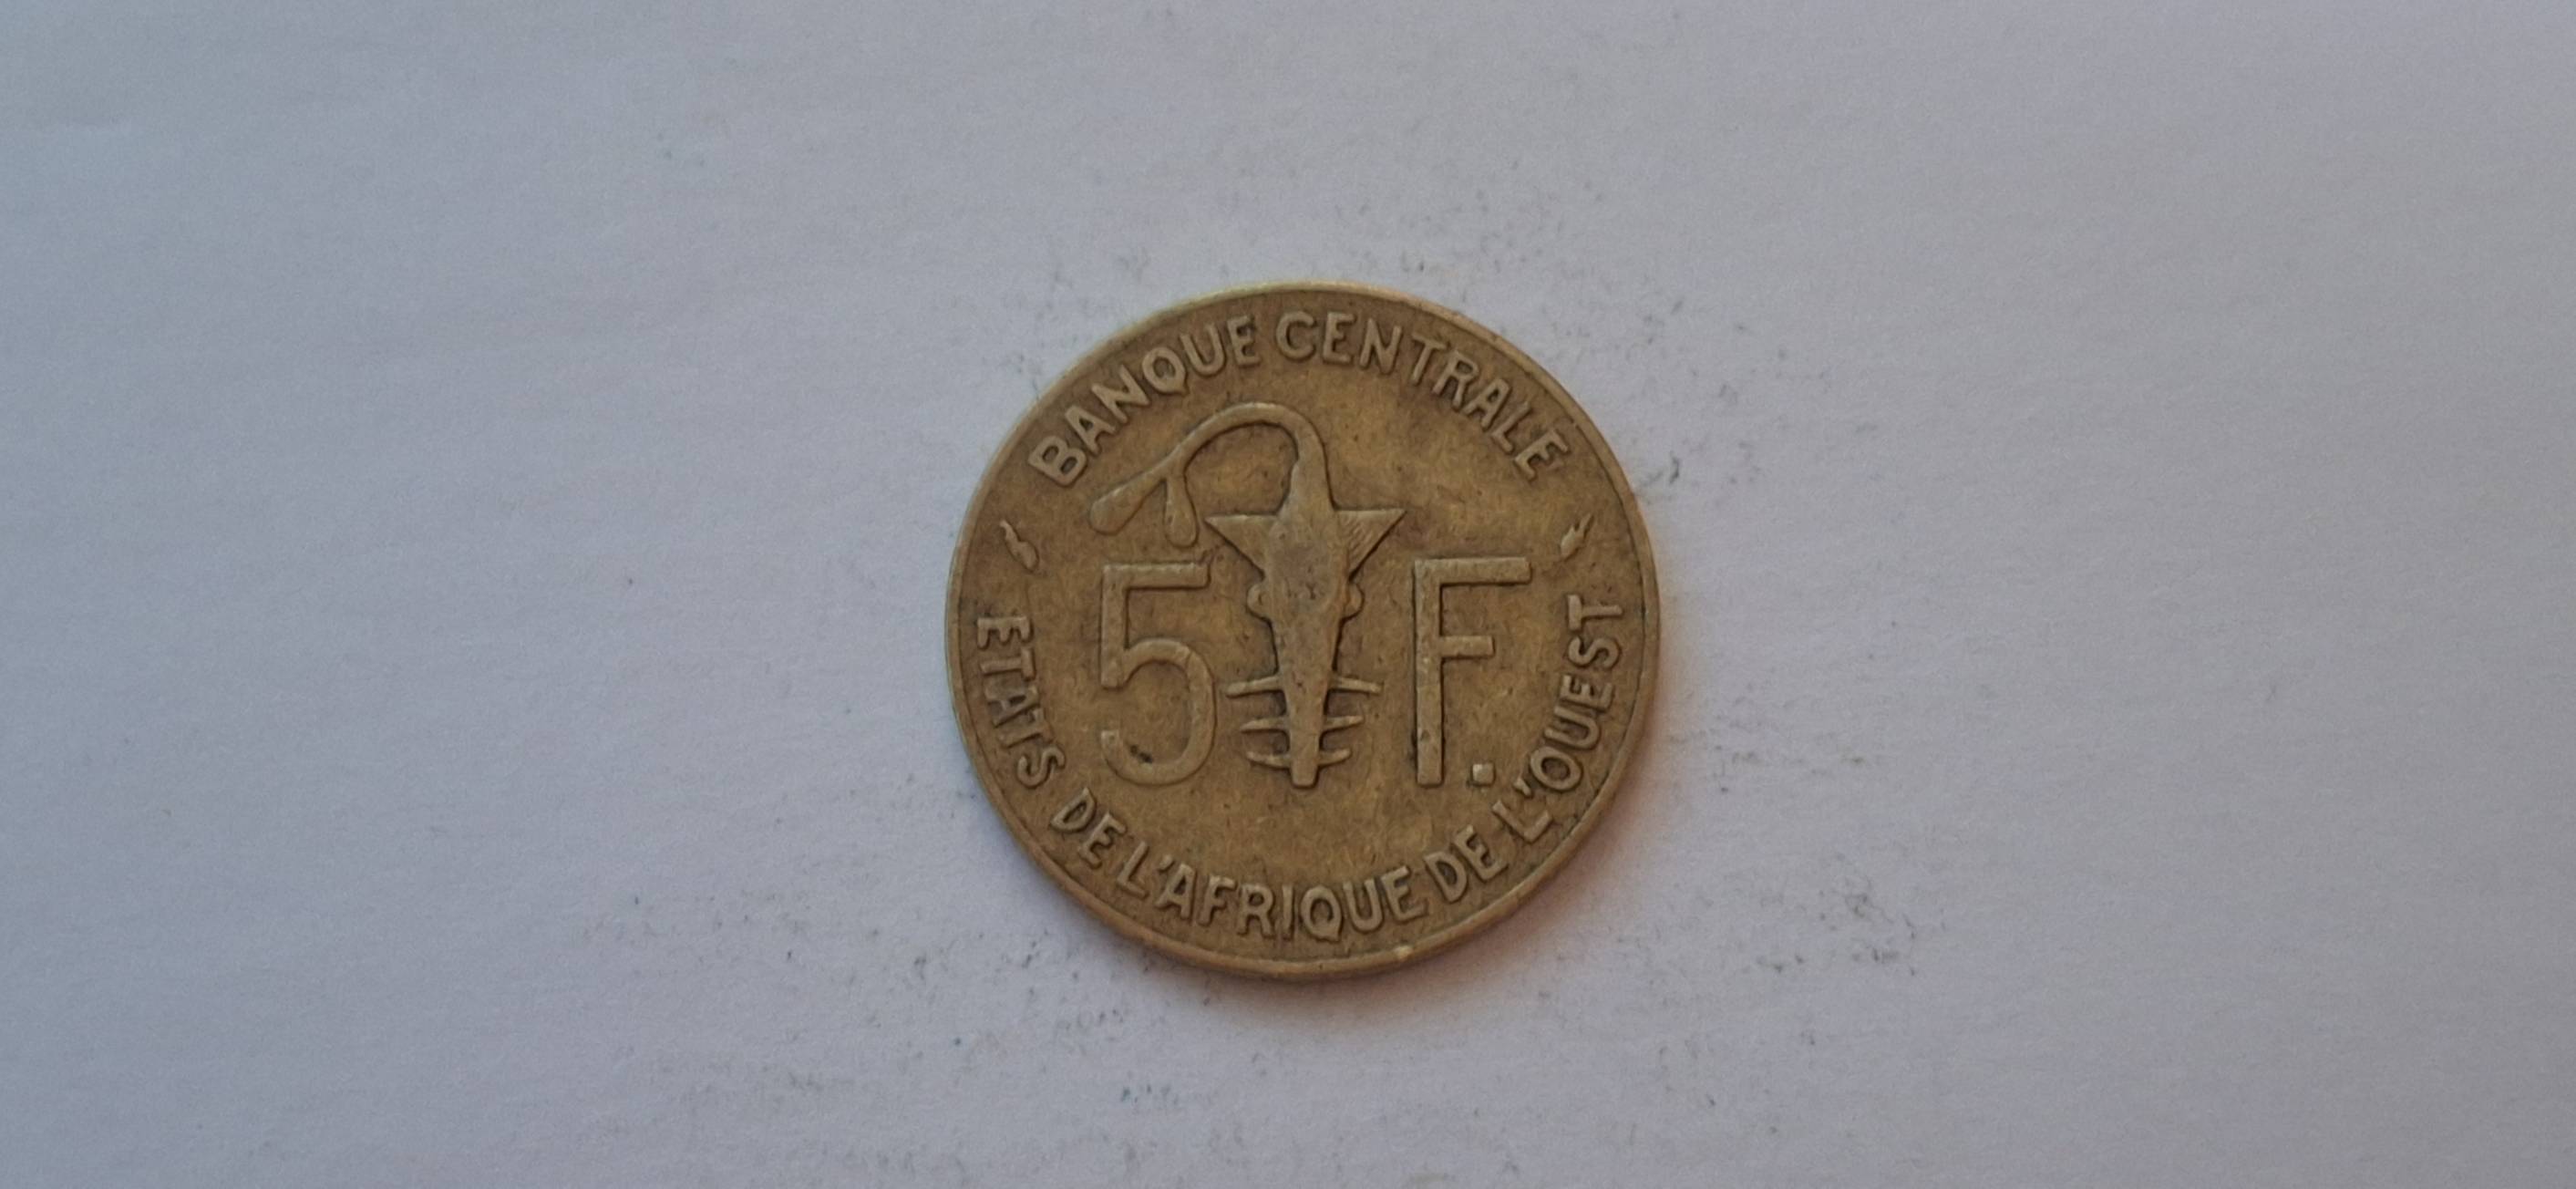 BANQUE CENTRALE
5 F.
ETATS DE L'AFRIQUE DE L'OUEST